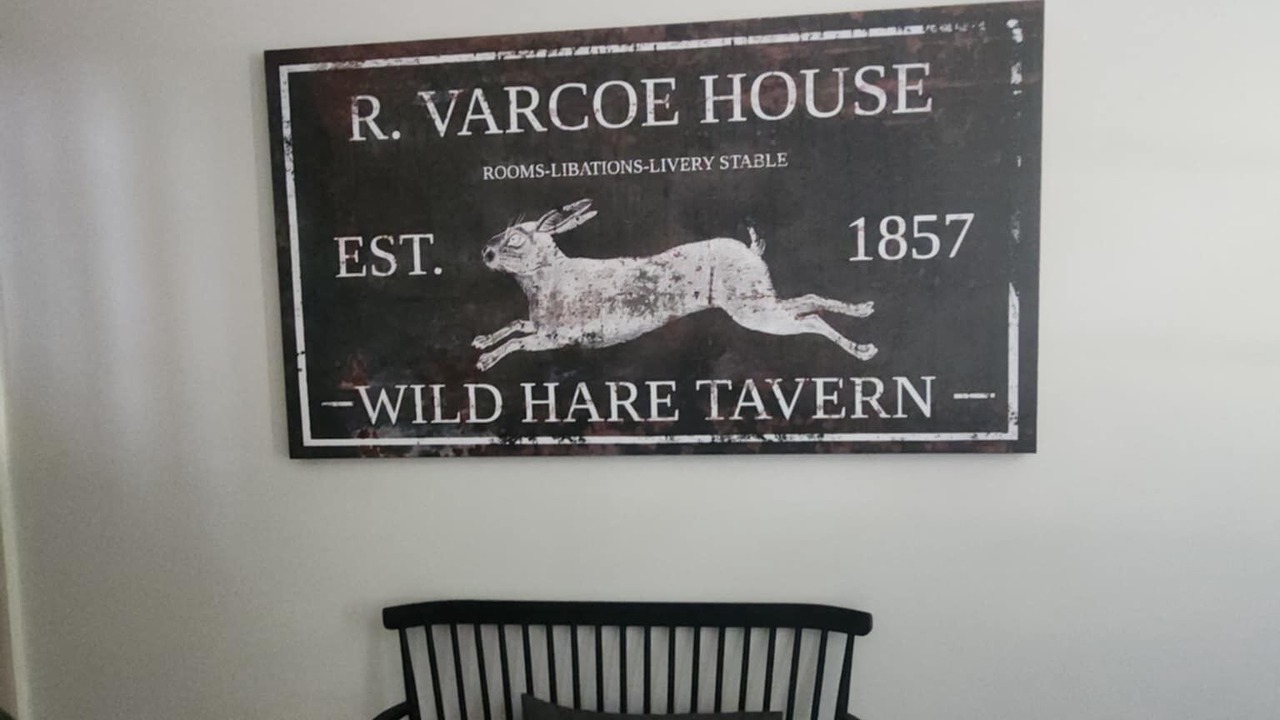 R. VARCOE HOUSE
ROOMS-LIBATIONS-LIVERY STABLE
EST. 1857
–WILD HARE TAVERN –